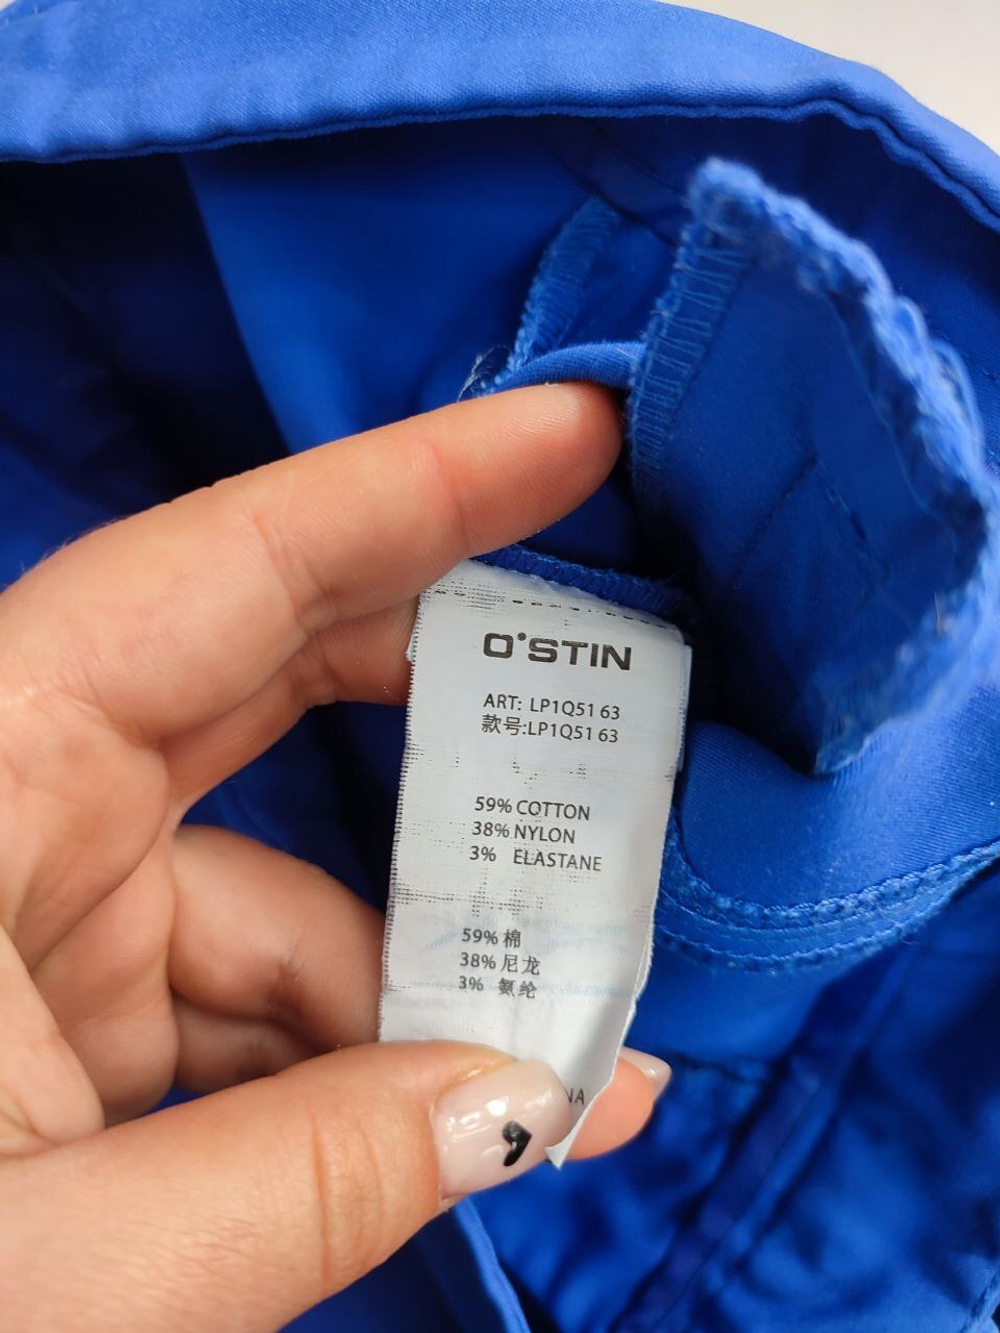 O'STIN
ART: LP1Q51 63
款号:LP1Q51 63
59% COTTON
38% NYLON
3% ELASTANE
59% 棉
38% 尼龙
3% 氨纶